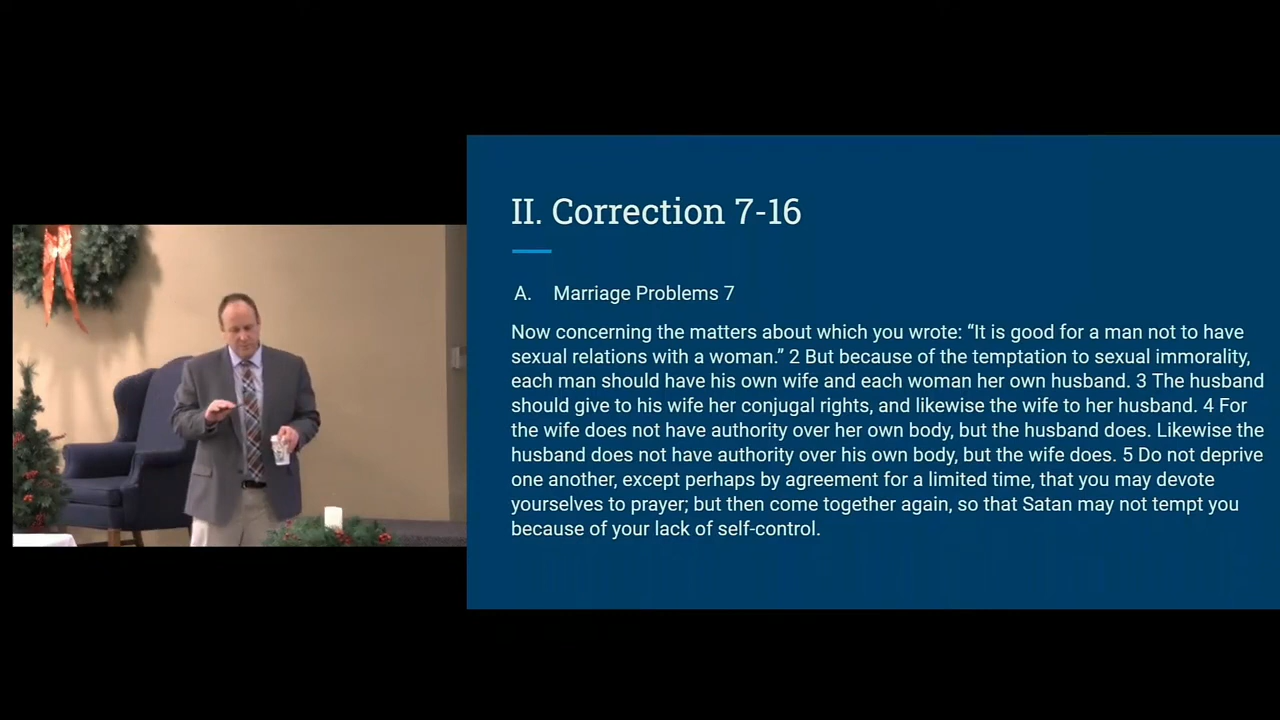 II. Correction 7-16
A. Marriage Problems 7
Now concerning the matters about which you wrote: “It is good for a man not to have
sexual relations with a woman.” 2 But because of the temptation to sexual immorality,
each man should have his own wife and each woman her own husband. 3 The husband
should give to his wife her conjugal rights, and likewise the wife to her husband. 4 For
the wife does not have authority over her own body, but the husband does. Likewise the
husband does not have authority over his own body, but the wife does. 5 Do not deprive
one another, except perhaps by agreement for a limited time, that you may devote
yourselves to prayer; but then come together again, so that Satan may not tempt you
because of your lack of self-control.